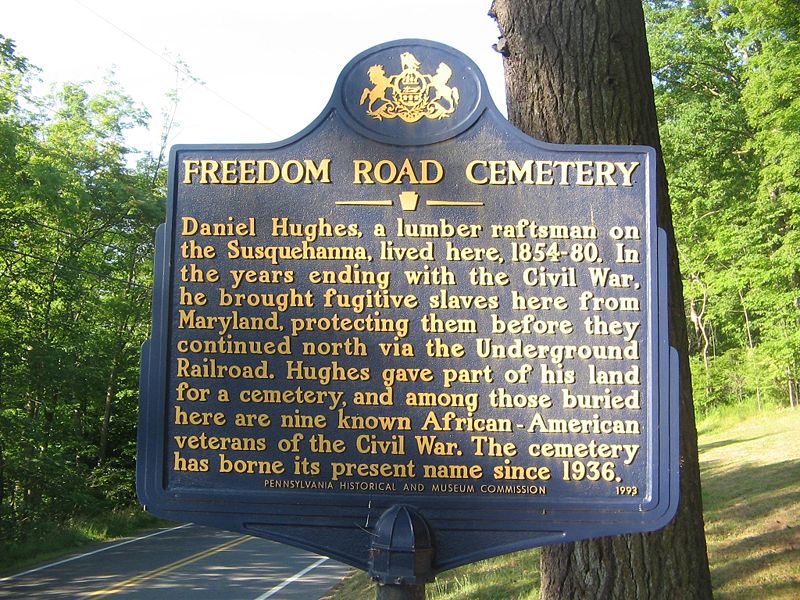 FREEDOM ROAD CEMETERY
Daniel Hughes, a lumber raftsman on
the Susquehanna, lived here, 1854-80. In
the years ending with the Civil War,
he brought fugitive slaves here from
Maryland, protecting them before they
continued north via the Underground
Railroad. Hughes gave part of his land
for a cemetery, and among those buried
here are nine known African-American
veterans of the Civil War. The cemetery
has borne its present name since 1936.
PENNSYLVANIA HISTORICAL AND MUSEUM COMMISSION 1993